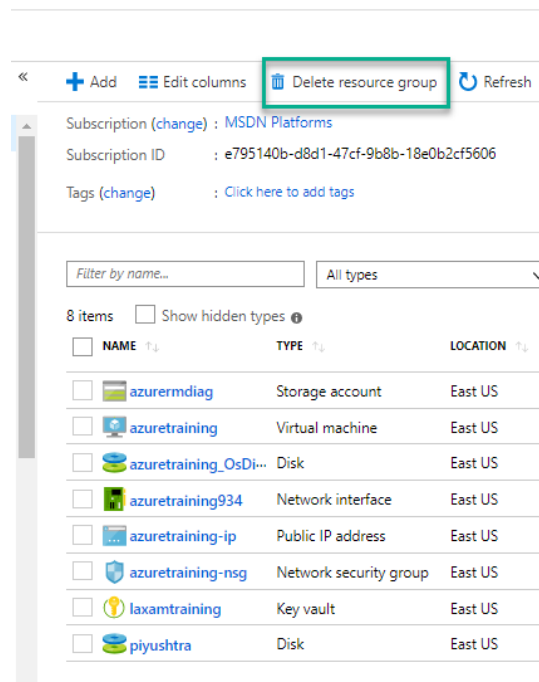 « Add Edit columns Delete resource group Refresh
Subscription (change) : MSDN Platforms
Subscription ID : e795140b-d8d1-47cf-9b8b-18e0b2cf5606
Tags (change) : Click here to add tags
Filter by name... All types
8 items Show hidden types
NAME TYPE LOCATION
azurermdiag Storage account East US
azuretraining Virtual machine East US
azuretraining_OsDi... Disk East US
azuretraining934 Network interface East US
azuretraining-ip Public IP address East US
azuretraining-nsg Network security group East US
laxamtraining Key vault East US
piyushtra Disk East US